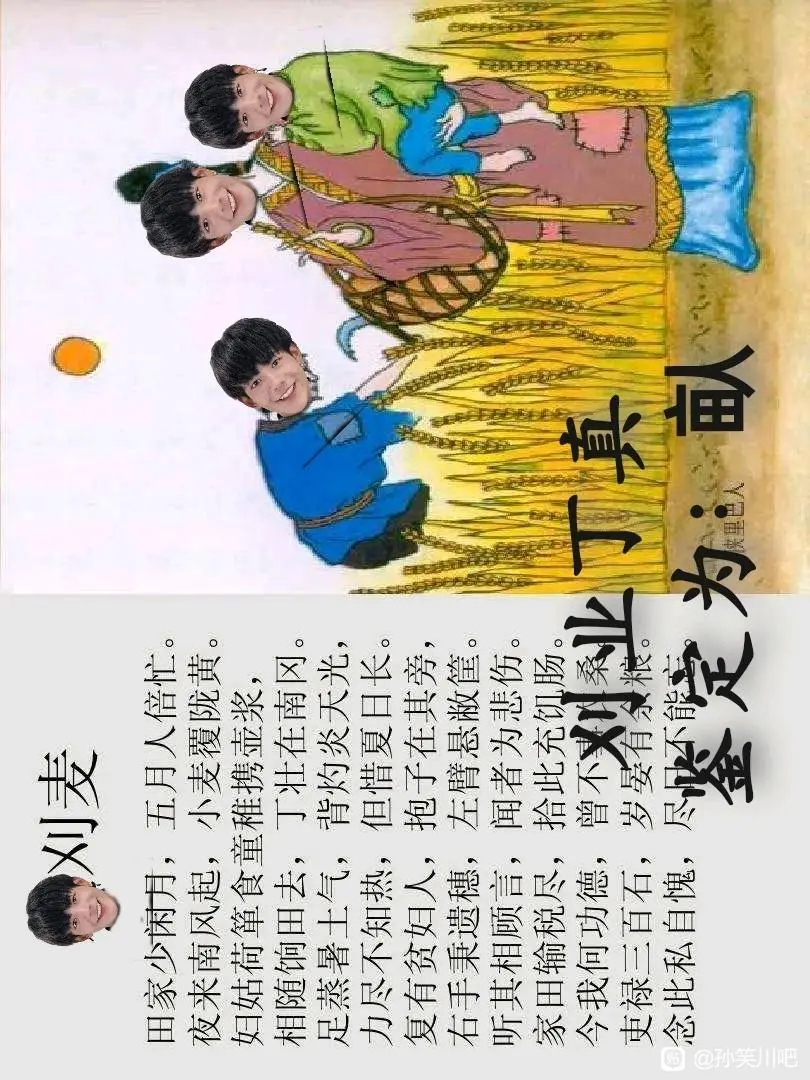 刈麦
田家少闲月，五月人倍忙。
夜来南风起，小麦覆陇黄。
妇姑荷箪食童稚携壶浆，
相随饷田去，丁壮在南冈。
足蒸暑土气，背灼炎天光，
力尽不知热，但惜夏日长。
复有贫妇人，抱子在其旁，
右手秉遗穗，左臂悬敝筐。
听其相顾言，闻者为悲伤。
家田输税尽，拾此充饥肠。
今我何功德，曾不桑。
吏禄三百石，岁晏有余粮。
念此私自愧，尽日不能忘。
里巴人
刈业丁真
鉴定为：亩人
@孙笑川吧